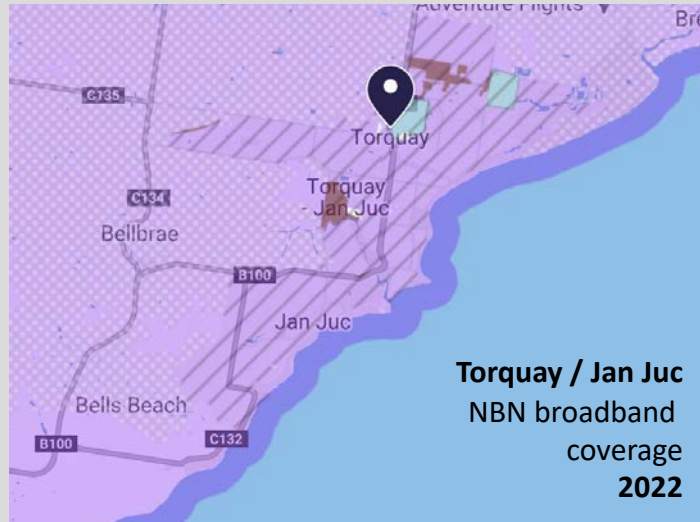 Adventure Flights
C135
Torquay
Torquay
- Jan Juc
C134
Bellbrae
B100
Jan Juc
Torquay / Jan Juc
NBN broadband
coverage
2022
Bells Beach
B100
C132